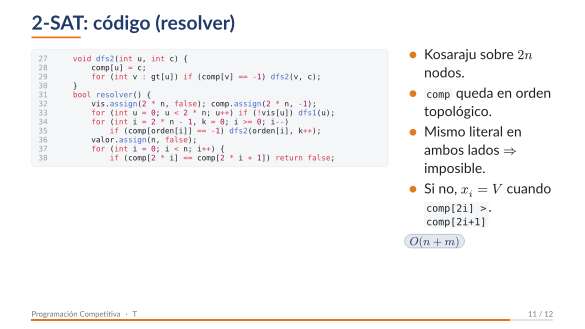 2-SAT: código (resolver)
27 void dfs2(int u, int c) {
28 comp[u] = c;
29 for (int v : gt[u]) if (comp[v] == -1) dfs2(v, c);
30 }
31 bool resolver() {
32 vis.assign(2 * n, false); comp.assign(2 * n, -1);
33 for (int u = 0; u < 2 * n; u++) if (!vis[u]) dfs1(u);
34 for (int i = 2 * n - 1, k = 0; i >= 0; i--)
35 if (comp[orden[i]] == -1) dfs2(orden[i], k++);
36 valor.assign(n, false);
37 for (int i = 0; i < n; i++) {
38 if (comp[2 * i] == comp[2 * i + 1]) return false;
Kosaraju sobre 2n
nodos.
comp queda en orden
topológico.
Mismo literal en
ambos lados ⇒
imposible.
Si no, x_i = V cuando
comp[2i] >.
comp[2i+1]
O(n + m)
Programación Competitiva · T
11 / 12